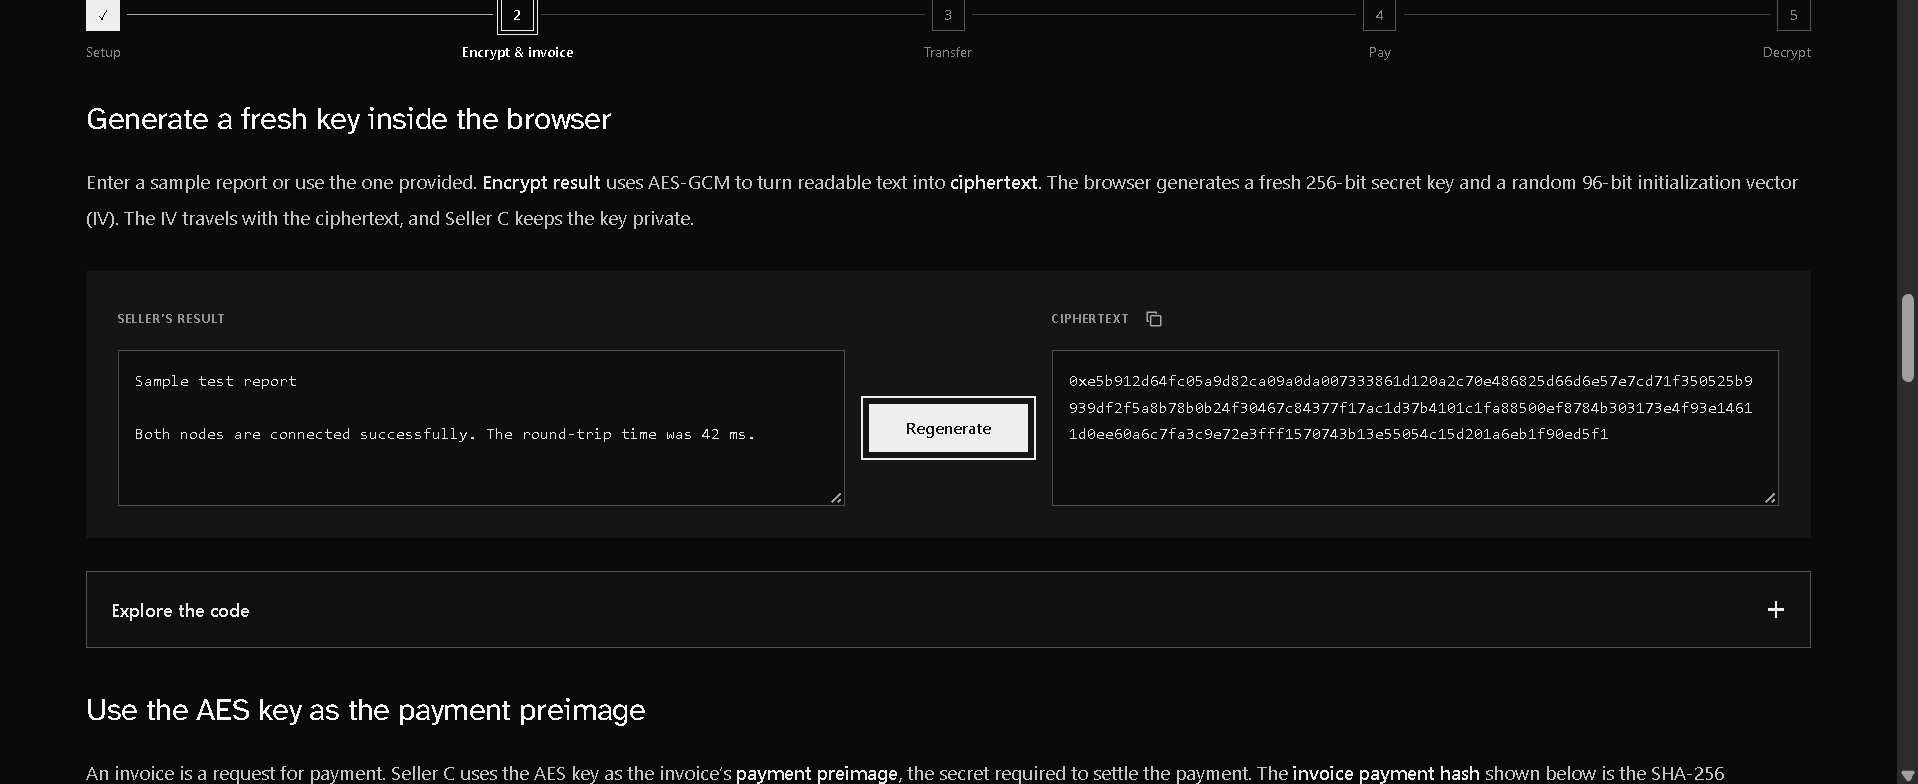 ✓
2
3
4
5
Setup
Encrypt & invoice
Transfer
Pay
Decrypt
Generate a fresh key inside the browser
Enter a sample report or use the one provided. Encrypt result uses AES-GCM to turn readable text into ciphertext. The browser generates a fresh 256-bit secret key and a random 96-bit initialization vector
(IV). The IV travels with the ciphertext, and Seller C keeps the key private.
SELLER'S RESULT
CIPHERTEXT
Sample test report
Both nodes are connected successfully. The round-trip time was 42 ms.
Regenerate
0xe5b912d64fc05a9d82ca09a0da007333861d120a2c70e486825d66d6e57e7cd71f350525b9
939df2f5a8b78b0b24f30467c84377f17ac1d37b4101c1fa88500ef8784b303173e4f93e1461
1d0ee60a6c7fa3c9e72e3fff1570743b13e55054c15d201a6eb1f90ed5f1
Explore the code
Use the AES key as the payment preimage
An invoice is a request for payment. Seller C uses the AES key as the invoice's payment preimage, the secret required to settle the payment. The invoice payment hash shown below is the SHA-256